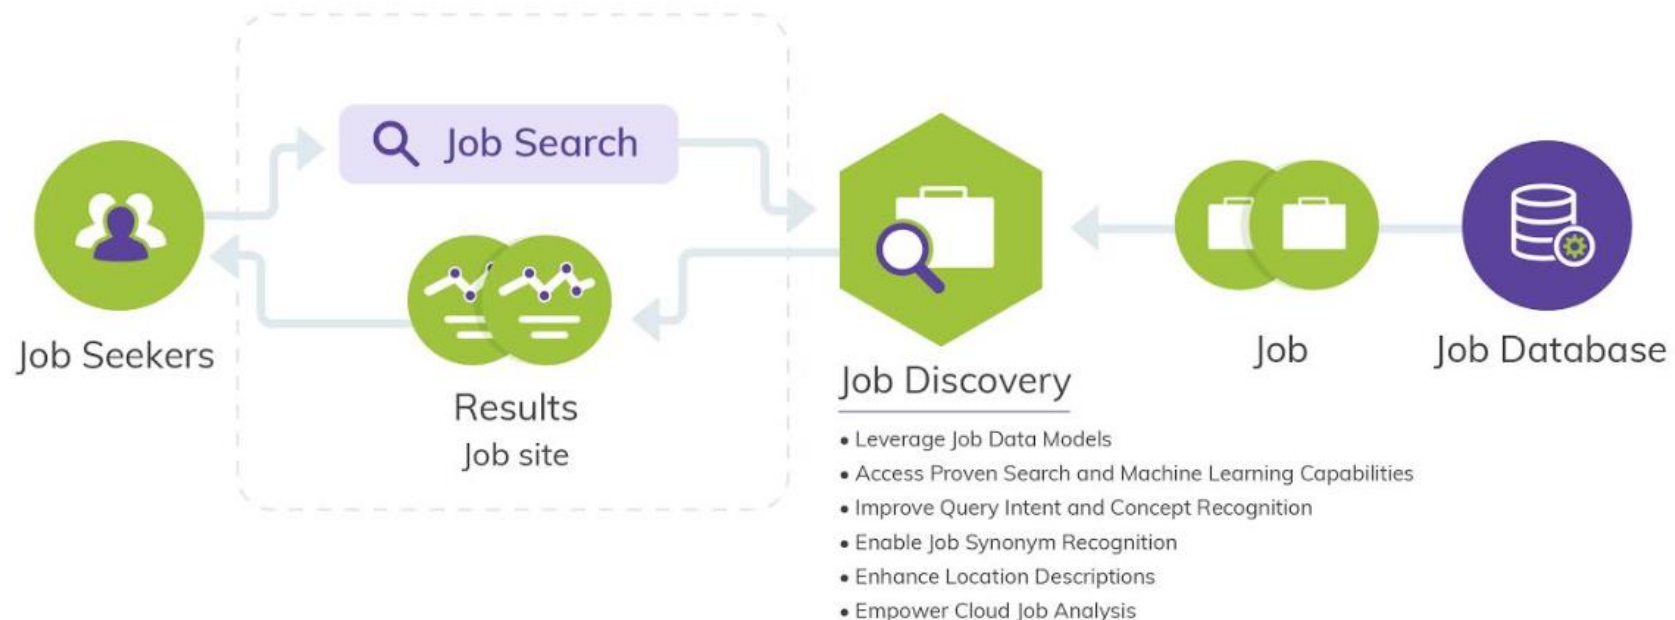 Job Search
Job Seekers
Results
Job site
Job Discovery
• Leverage Job Data Models
• Access Proven Search and Machine Learning Capabilities
• Improve Query Intent and Concept Recognition
• Enable Job Synonym Recognition
• Enhance Location Descriptions
• Empower Cloud Job Analysis
Job
Job Database